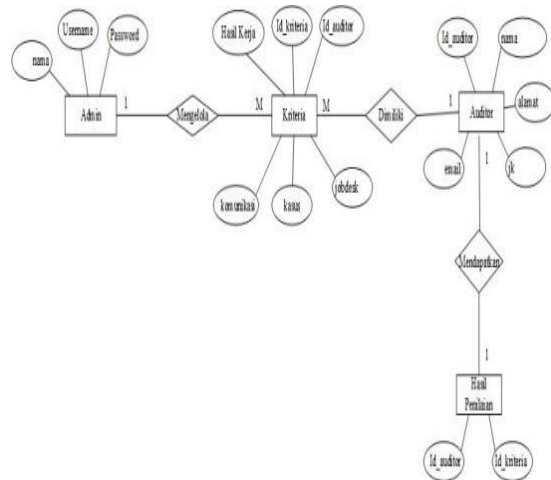 Hasil Kerja
Id_kriteria
Id_auditor
Username
Password
nama
Id_auditor
nama
Admin
1
Mengelola
M
Kriteria
M
Dimiliki
1
Auditor
alamat
komunikasi
kasus
jobdesk
email
1
jk
Mendapatkan
1
Hasil
Penilaian
Id_auditor
Id_kriteria